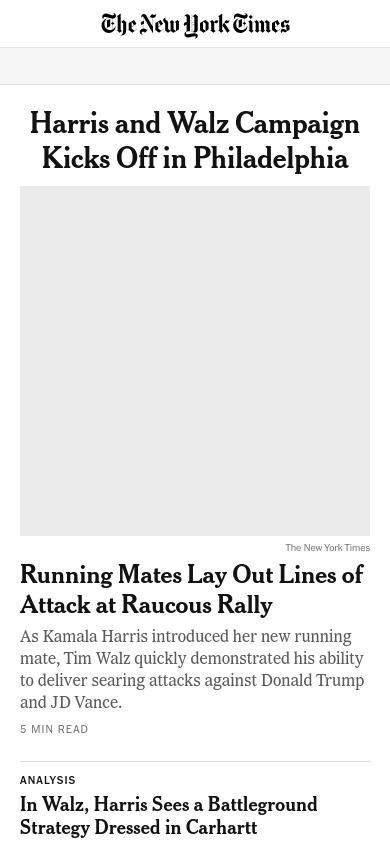 The New York Times
Harris and Walz Campaign
Kicks Off in Philadelphia
The New York Times
Running Mates Lay Out Lines of
Attack at Raucous Rally
As Kamala Harris introduced her new running
mate, Tim Walz quickly demonstrated his ability
to deliver searing attacks against Donald Trump
and JD Vance.
5 MIN READ
ANALYSIS
In Walz, Harris Sees a Battleground
Strategy Dressed in Carhartt